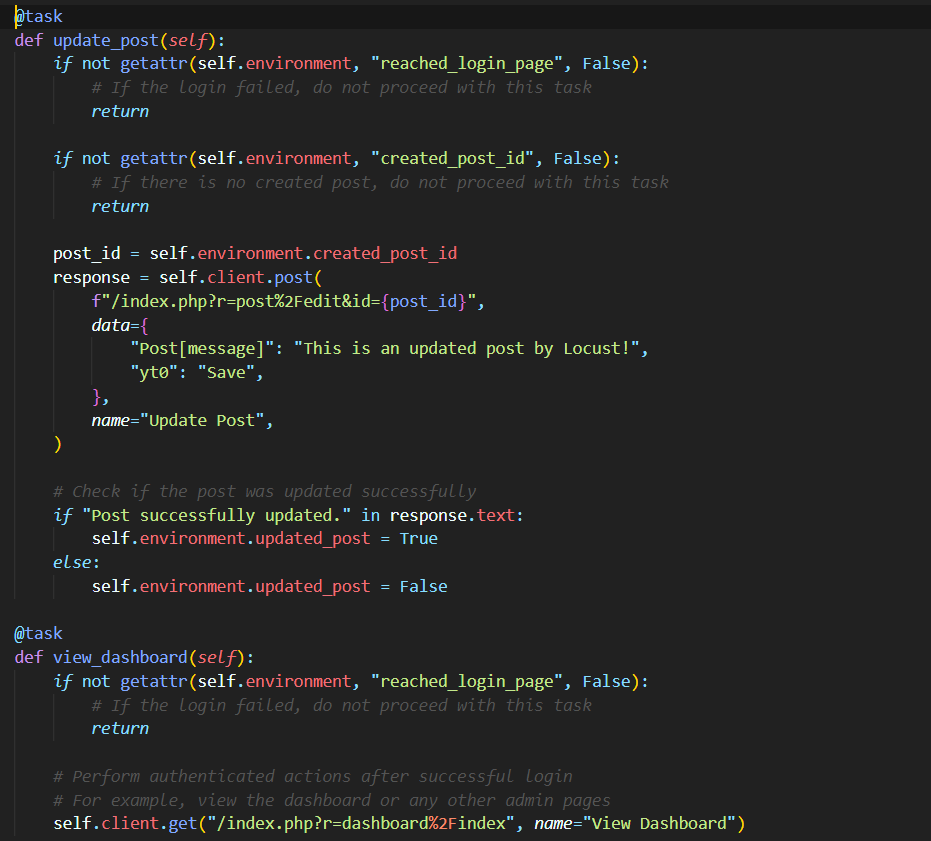 @task
def update_post(self):
    if not getattr(self.environment, "reached_login_page", False):
        # If the login failed, do not proceed with this task
        return

    if not getattr(self.environment, "created_post_id", False):
        # If there is no created post, do not proceed with this task
        return

    post_id = self.environment.created_post_id
    response = self.client.post(
        f"/index.php?r=post%2Fedit&id={post_id}",
        data={
            "Post[message]": "This is an updated post by Locust!",
            "yt0": "Save",
        },
        name="Update Post",
    )

    # Check if the post was updated successfully
    if "Post successfully updated." in response.text:
        self.environment.updated_post = True
    else:
        self.environment.updated_post = False

@task
def view_dashboard(self):
    if not getattr(self.environment, "reached_login_page", False):
        # If the login failed, do not proceed with this task
        return

    # Perform authenticated actions after successful login
    # For example, view the dashboard or any other admin pages
    self.client.get("/index.php?r=dashboard%2Findex", name="View Dashboard")